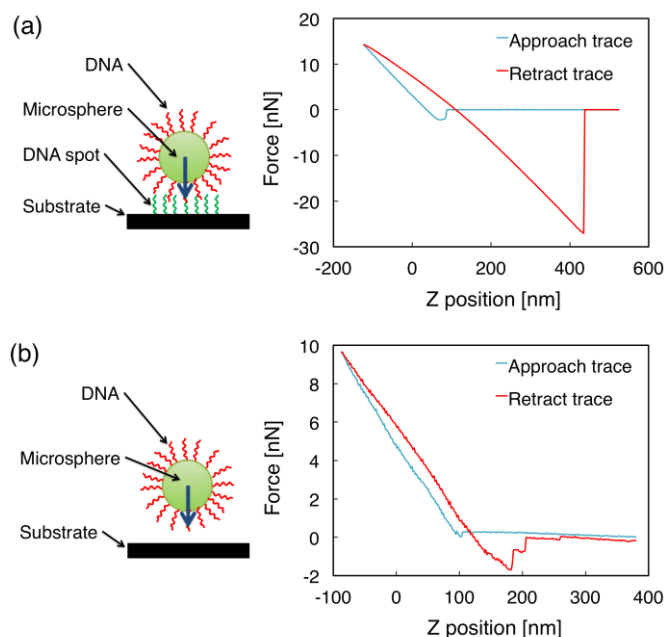 (a)
DNA
Microsphere
DNA spot
Substrate
Force [nN]
20
10
0
-10
-20
-30
-200
0
200
400
600
Z position [nm]
Approach trace
Retract trace
(b)
DNA
Microsphere
Substrate
Force [nN]
10
8
6
4
2
0
-2
-100
0
100
200
300
400
Z position [nm]
Approach trace
Retract trace